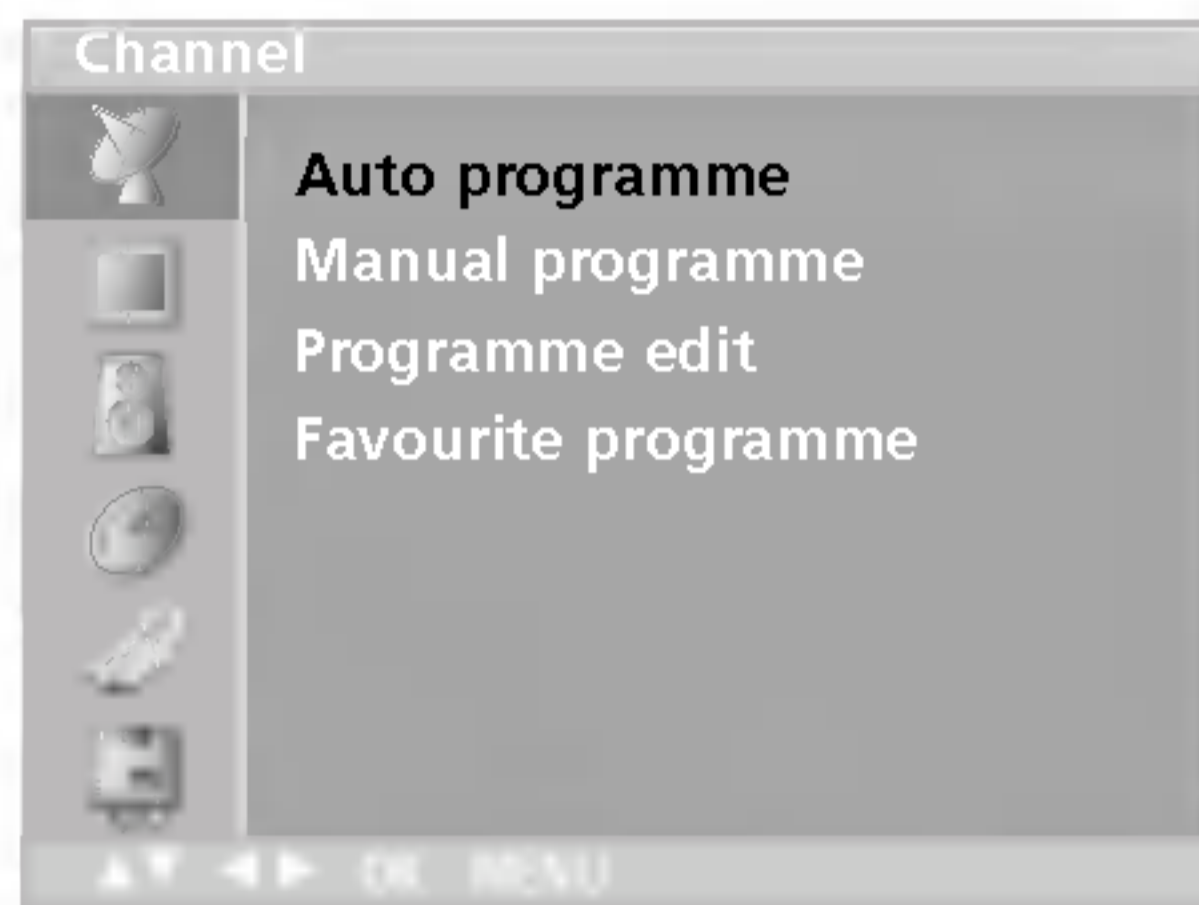 Channel
Auto programme
Manual programme
Programme edit
Favourite programme
▲▼ ◀▶ OK MENU